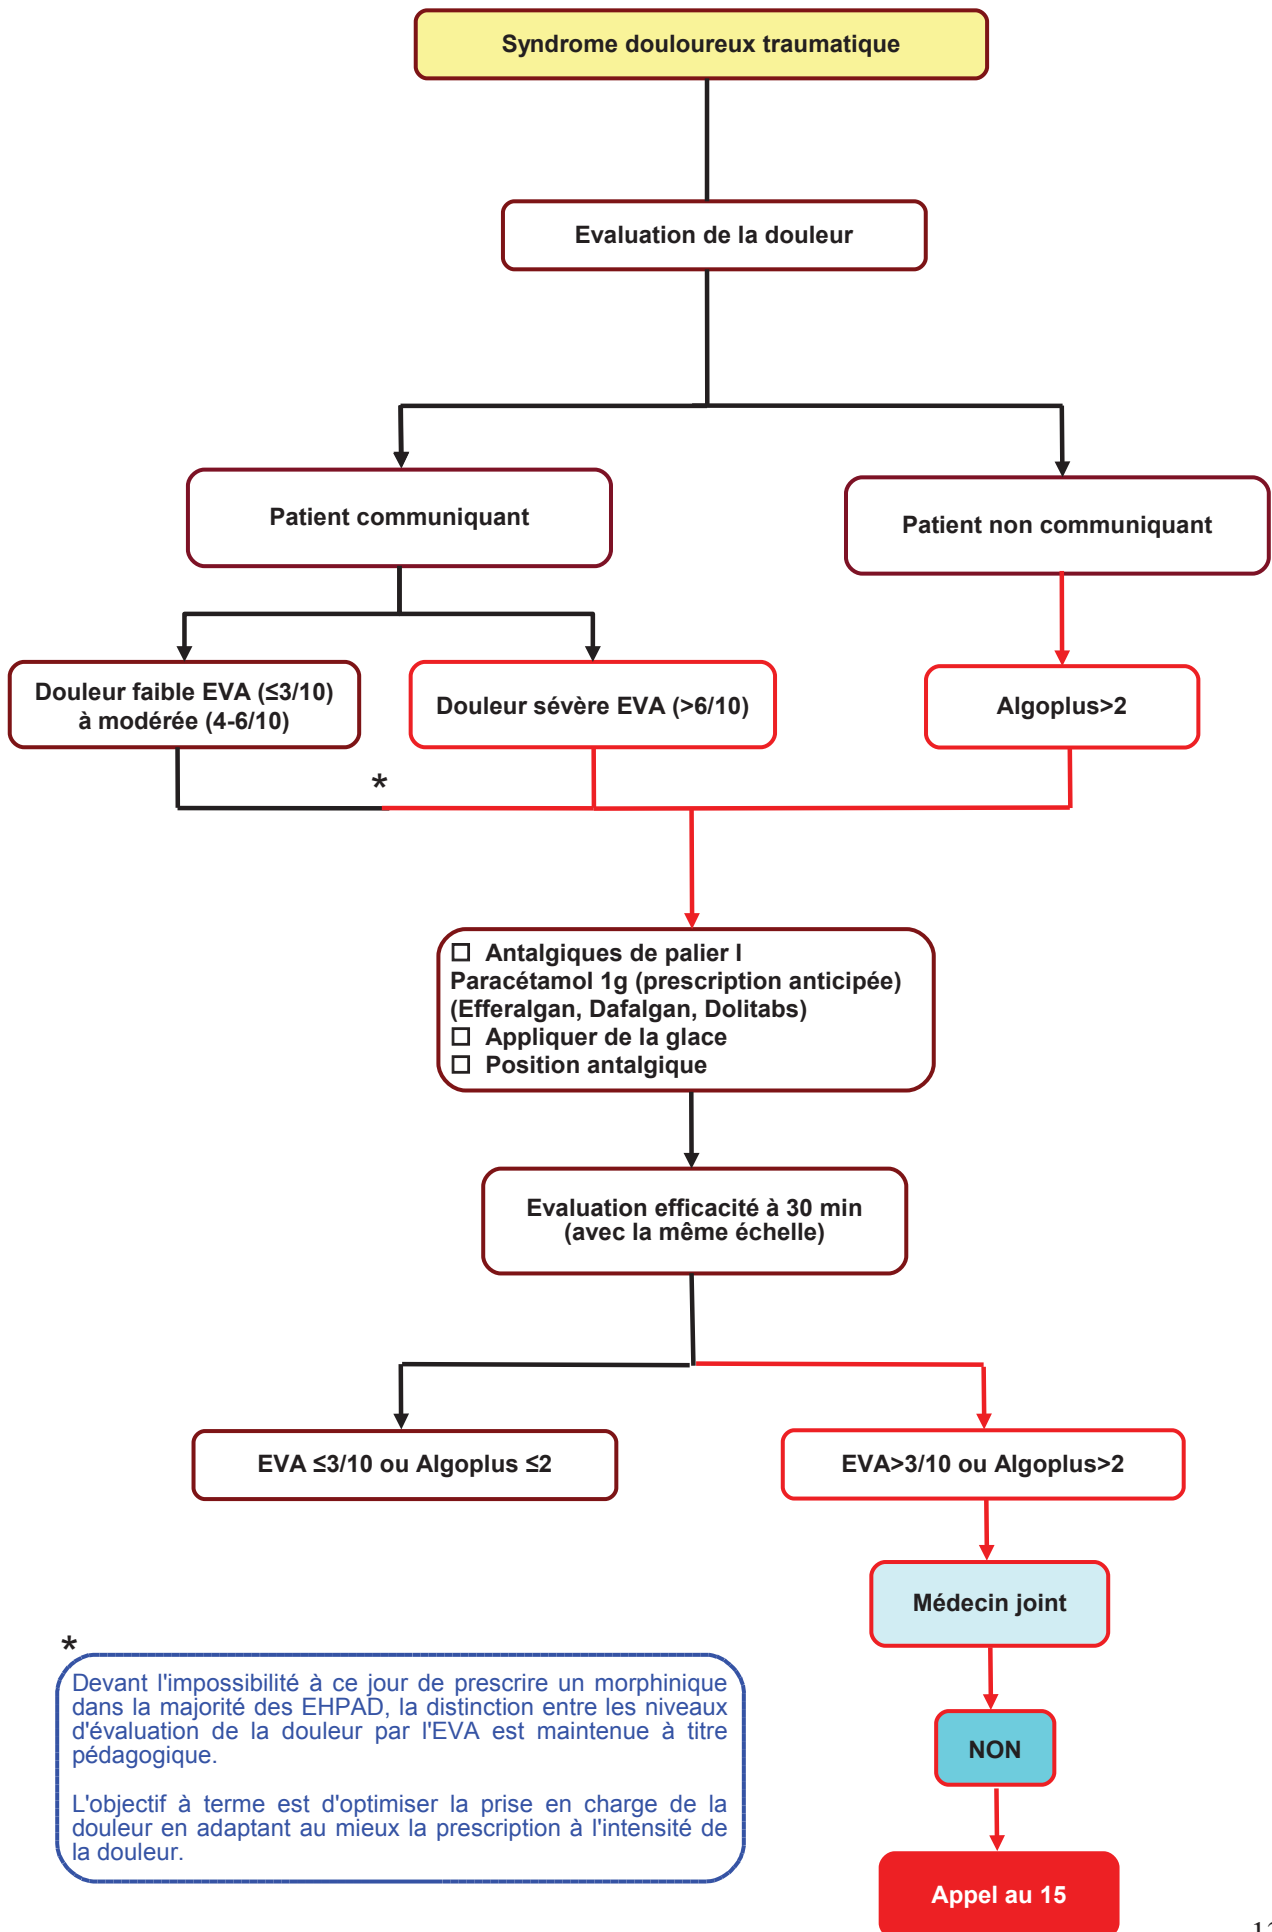 Syndrome douloureux traumatique
Evaluation de la douleur
Patient communiquant
Patient non communiquant
Douleur faible EVA (≤3/10)
à modérée (4-6/10)
Douleur sévère EVA (>6/10)
Algoplus>2
*
☐ Antalgiques de palier I
Paracétamol 1g (prescription anticipée)
(Efferalgan, Dafalgan, Dolitabs)
☐ Appliquer de la glace
☐ Position antalgique
Evaluation efficacité à 30 min
(avec la même échelle)
EVA ≤3/10 ou Algoplus ≤2
EVA>3/10 ou Algoplus>2
Médecin joint
NON
Appel au 15
*
Devant l'impossibilité à ce jour de prescrire un morphinique
dans la majorité des EHPAD, la distinction entre les niveaux
d'évaluation de la douleur par l'EVA est maintenue à titre
pédagogique.
L'objectif à terme est d'optimiser la prise en charge de la
douleur en adaptant au mieux la prescription à l'intensité de
la douleur.